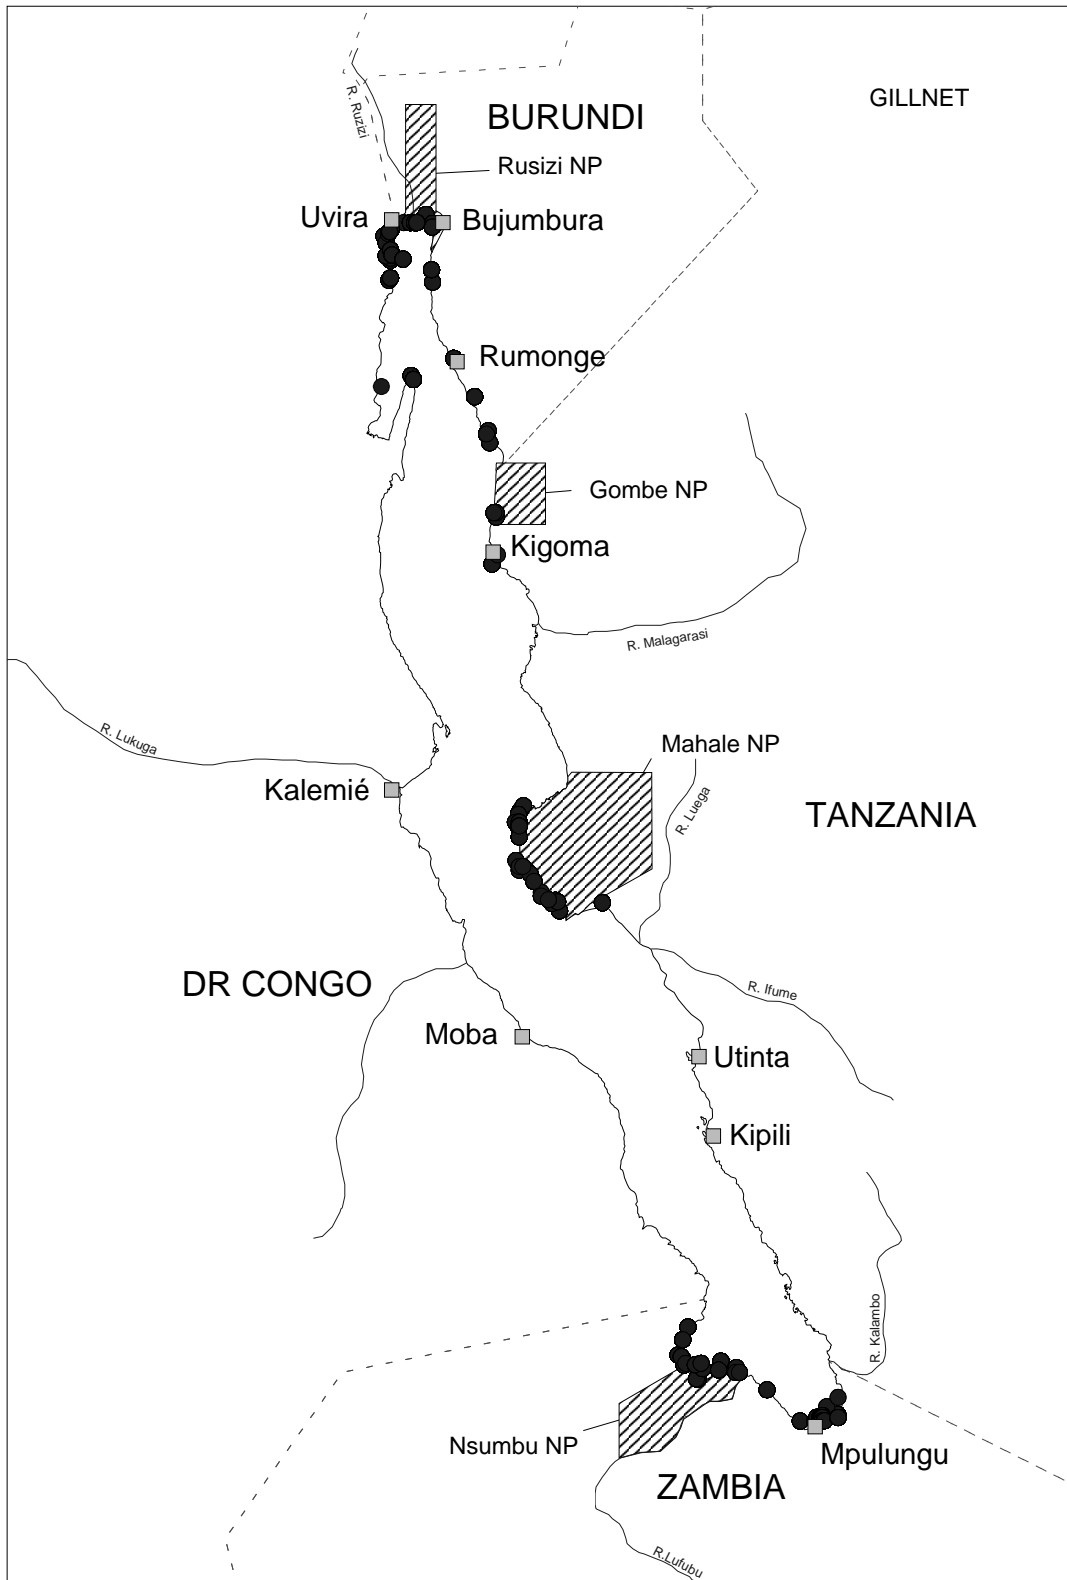 GILLNET
R. Ruzizi
BURUNDI
Rusizi NP
Uvira
Bujumbura
Rumonge
Gombe NP
Kigoma
R. Malagarasi
R. Lukuga
Mahale NP
Kalemié
R. Luega
TANZANIA
DR CONGO
R. Ifume
Moba
Utinta
Kipili
R. Kalambo
Nsumbu NP
Mpulungu
ZAMBIA
R.Lufubu